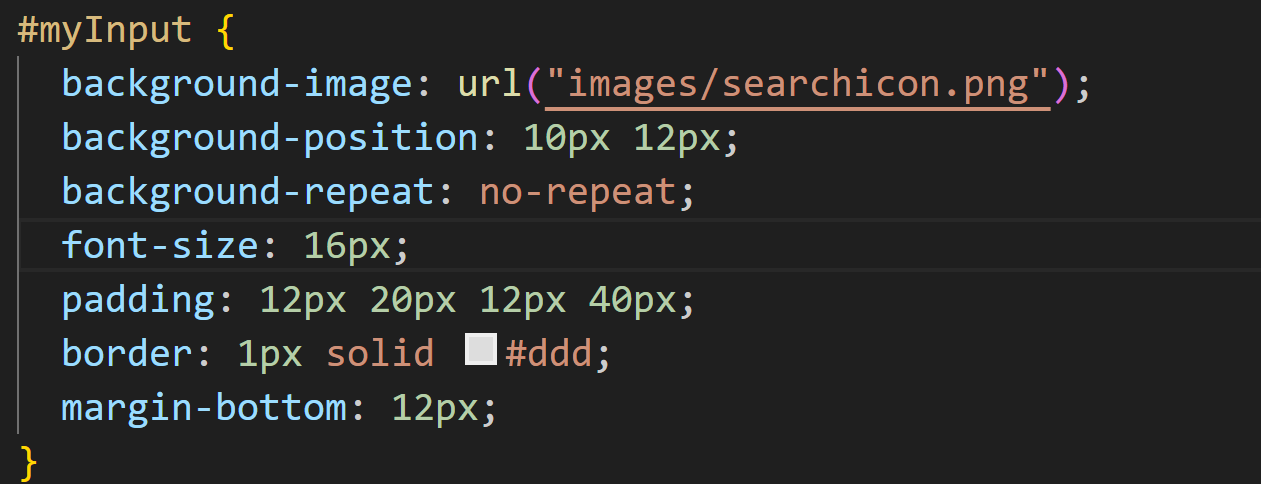 #myInput {
background-image: url("images/searchicon.png");
background-position: 10px 12px;
background-repeat: no-repeat;
font-size: 16px;
padding: 12px 20px 12px 40px;
border: 1px solid #ddd;
margin-bottom: 12px;
}